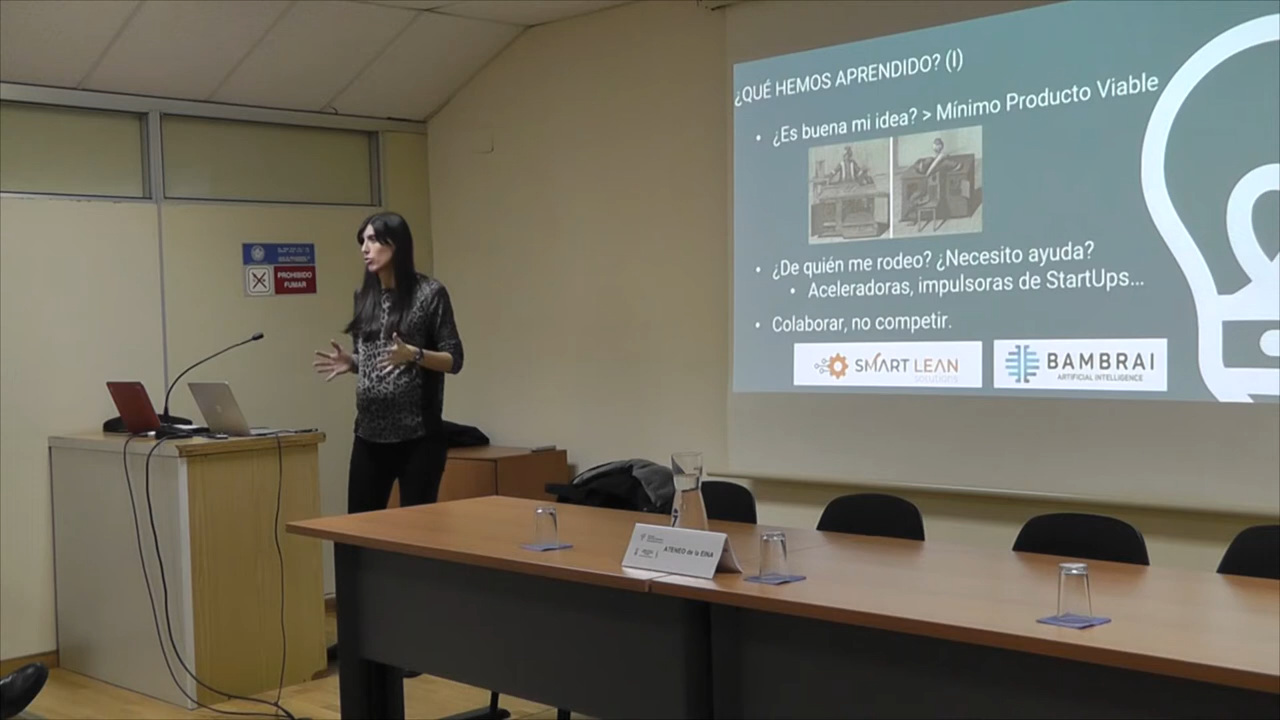 ¿QUÉ HEMOS APRENDIDO? (I)
• ¿Es buena mi idea? > Mínimo Producto Viable
• ¿De quién me rodeo? ¿Necesito ayuda?
• Aceleradoras, impulsoras de StartUps...
• Colaborar, no competir.
SMART LEAN
solutions
BAMBRAI
ARTIFICIAL INTELLIGENCE
PROHIBIDO
FUMAR
ATENEO de la EINA